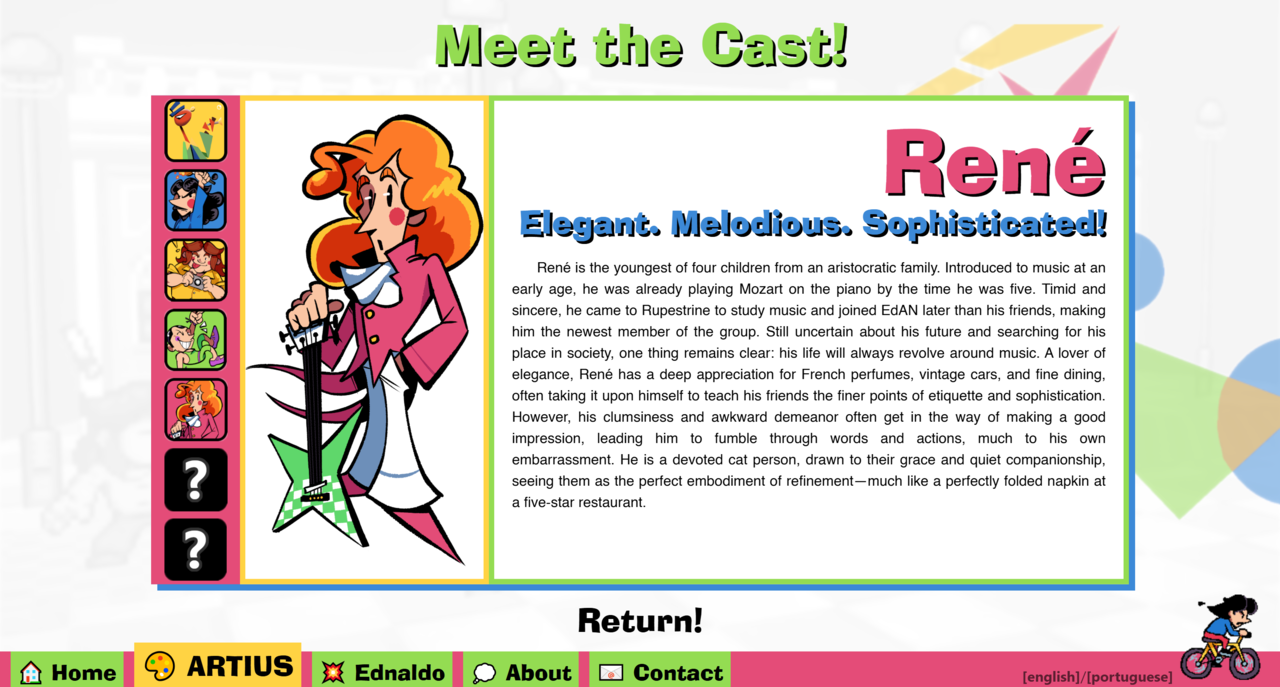 Meet the Cast!
René
Elegant. Melodious. Sophisticated!
René is the youngest of four children from an aristocratic family. Introduced to music at an
early age, he was already playing Mozart on the piano by the time he was five. Timid and
sincere, he came to Rupestrine to study music and joined EdAN later than his friends, making
him the newest member of the group. Still uncertain about his future and searching for his
place in society, one thing remains clear: his life will always revolve around music. A lover of
elegance, René has a deep appreciation for French perfumes, vintage cars, and fine dining,
often taking it upon himself to teach his friends the finer points of etiquette and sophistication.
However, his clumsiness and awkward demeanor often get in the way of making a good
impression, leading him to fumble through words and actions, much to his own
embarrassment. He is a devoted cat person, drawn to their grace and quiet companionship,
seeing them as the perfect embodiment of refinement—much like a perfectly folded napkin at
a five-star restaurant.
?
?
Return!
Home ARTIUS Ednaldo About Contact [english]/[portuguese]